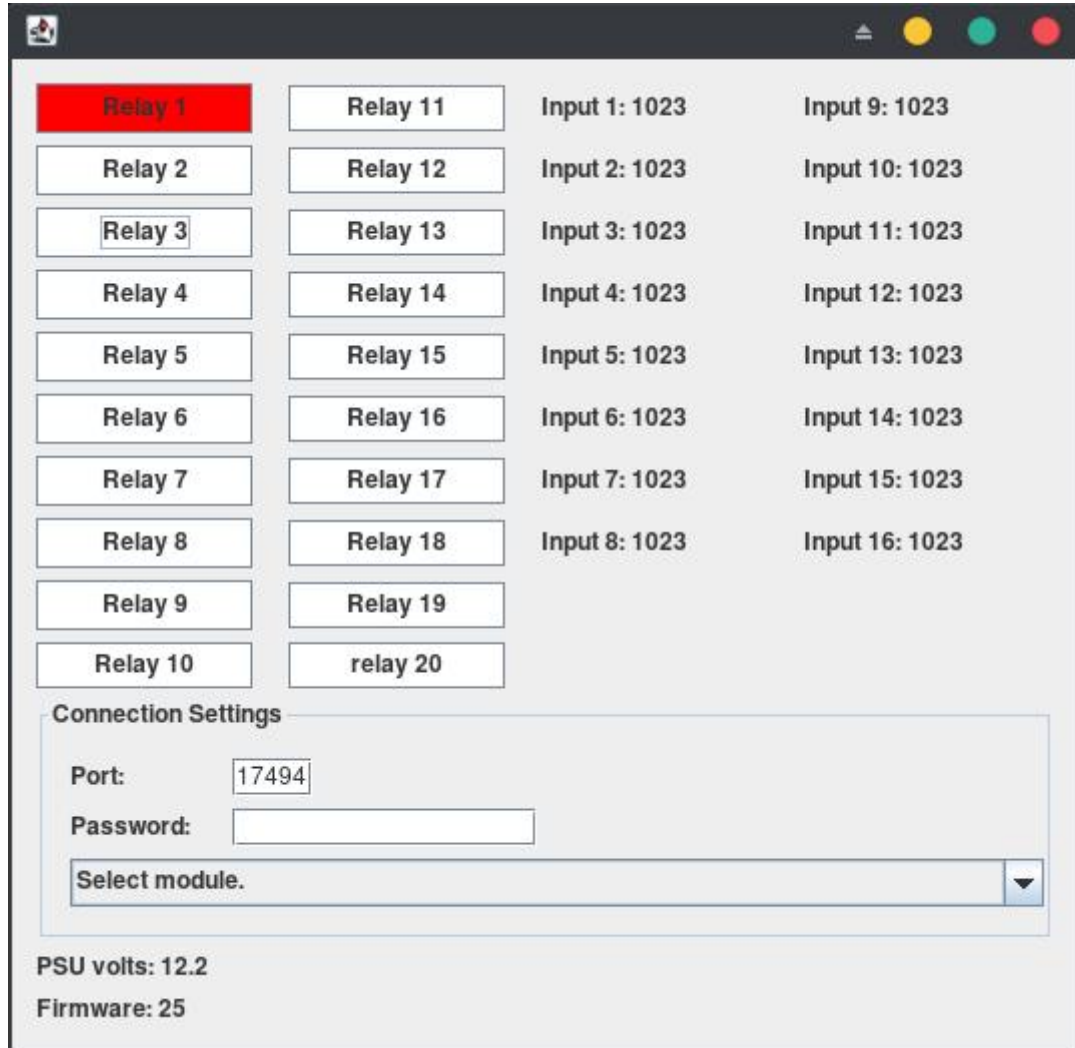 Relay 1 Relay 11 Input 1: 1023 Input 9: 1023
Relay 2 Relay 12 Input 2: 1023 Input 10: 1023
Relay 3 Relay 13 Input 3: 1023 Input 11: 1023
Relay 4 Relay 14 Input 4: 1023 Input 12: 1023
Relay 5 Relay 15 Input 5: 1023 Input 13: 1023
Relay 6 Relay 16 Input 6: 1023 Input 14: 1023
Relay 7 Relay 17 Input 7: 1023 Input 15: 1023
Relay 8 Relay 18 Input 8: 1023 Input 16: 1023
Relay 9 Relay 19
Relay 10 relay 20
Connection Settings
Port: 17494
Password:
Select module.
PSU volts: 12.2
Firmware: 25